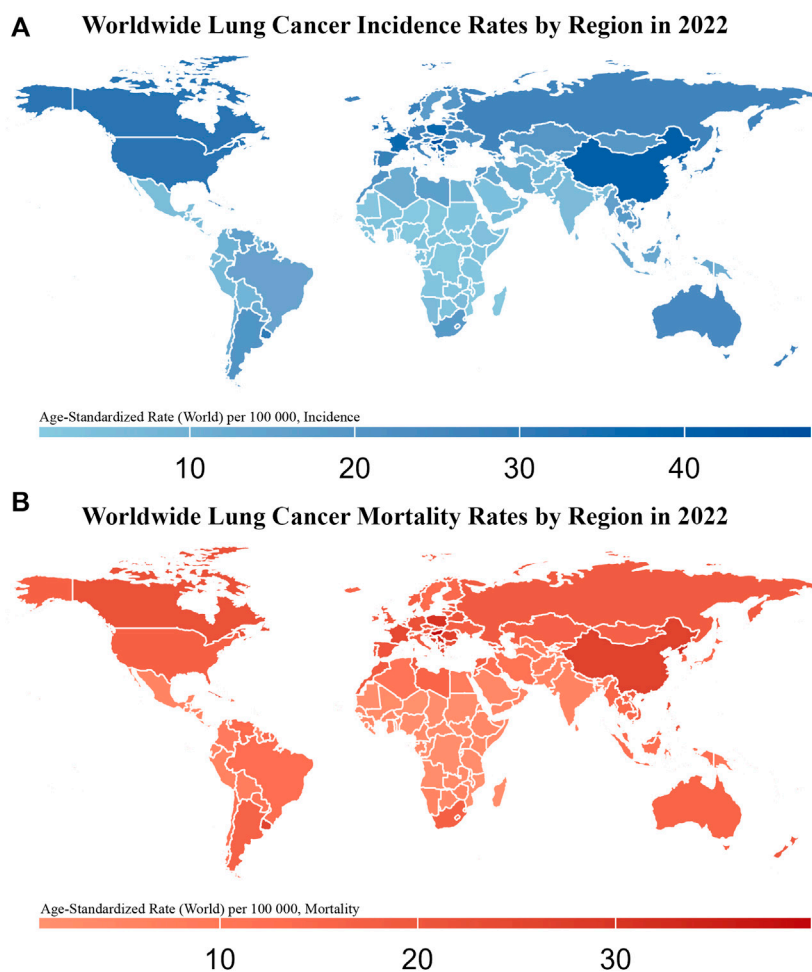 A
Worldwide Lung Cancer Incidence Rates by Region in 2022
Age-Standardized Rate (World) per 100 000, Incidence
10 20 30 40
B
Worldwide Lung Cancer Mortality Rates by Region in 2022
Age-Standardized Rate (World) per 100 000, Mortality
10 20 30